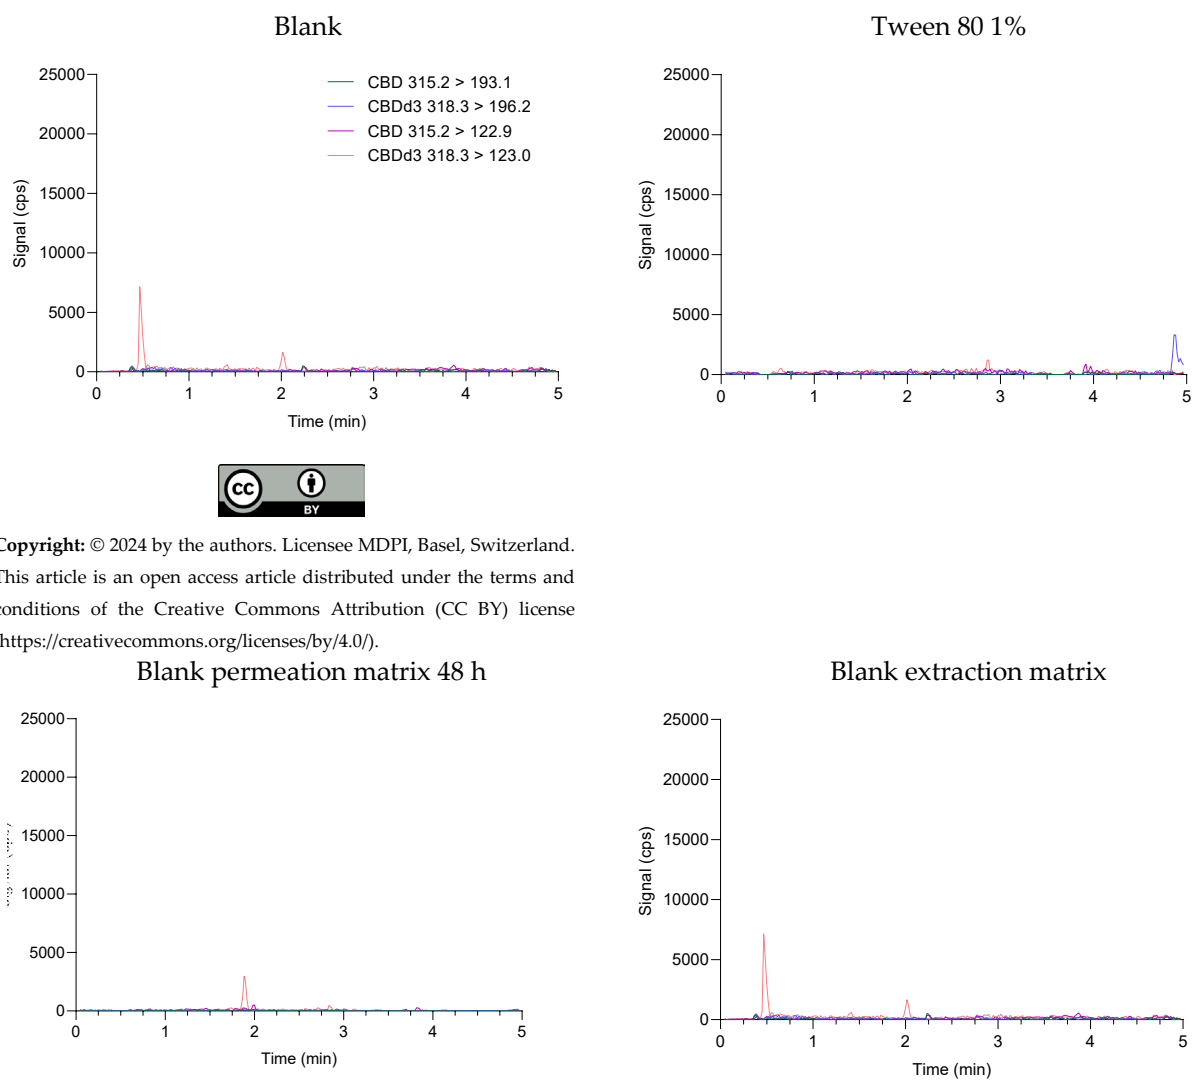 Blank
Tween 80 1%
25000
20000
15000
10000
5000
0
Signal (cps)
CBD 315.2 > 193.1
CBDd3 318.3 > 196.2
CBD 315.2 > 122.9
CBDd3 318.3 > 123.0
0 1 2 3 4 5
Time (min)
25000
20000
15000
10000
5000
0
Signal (cps)
0 1 2 3 4 5
cc
BY
Copyright: © 2024 by the authors. Licensee MDPI, Basel, Switzerland.
This article is an open access article distributed under the terms and
conditions of the Creative Commons Attribution (CC BY) license
https://creativecommons.org/licenses/by/4.0/).
Blank permeation matrix 48 h
Blank extraction matrix
25000
20000
15000
10000
5000
0
0 1 2 3 4 5
Time (min)
25000
20000
15000
10000
5000
0
Signal (cps)
0 1 2 3 4 5
Time (min)